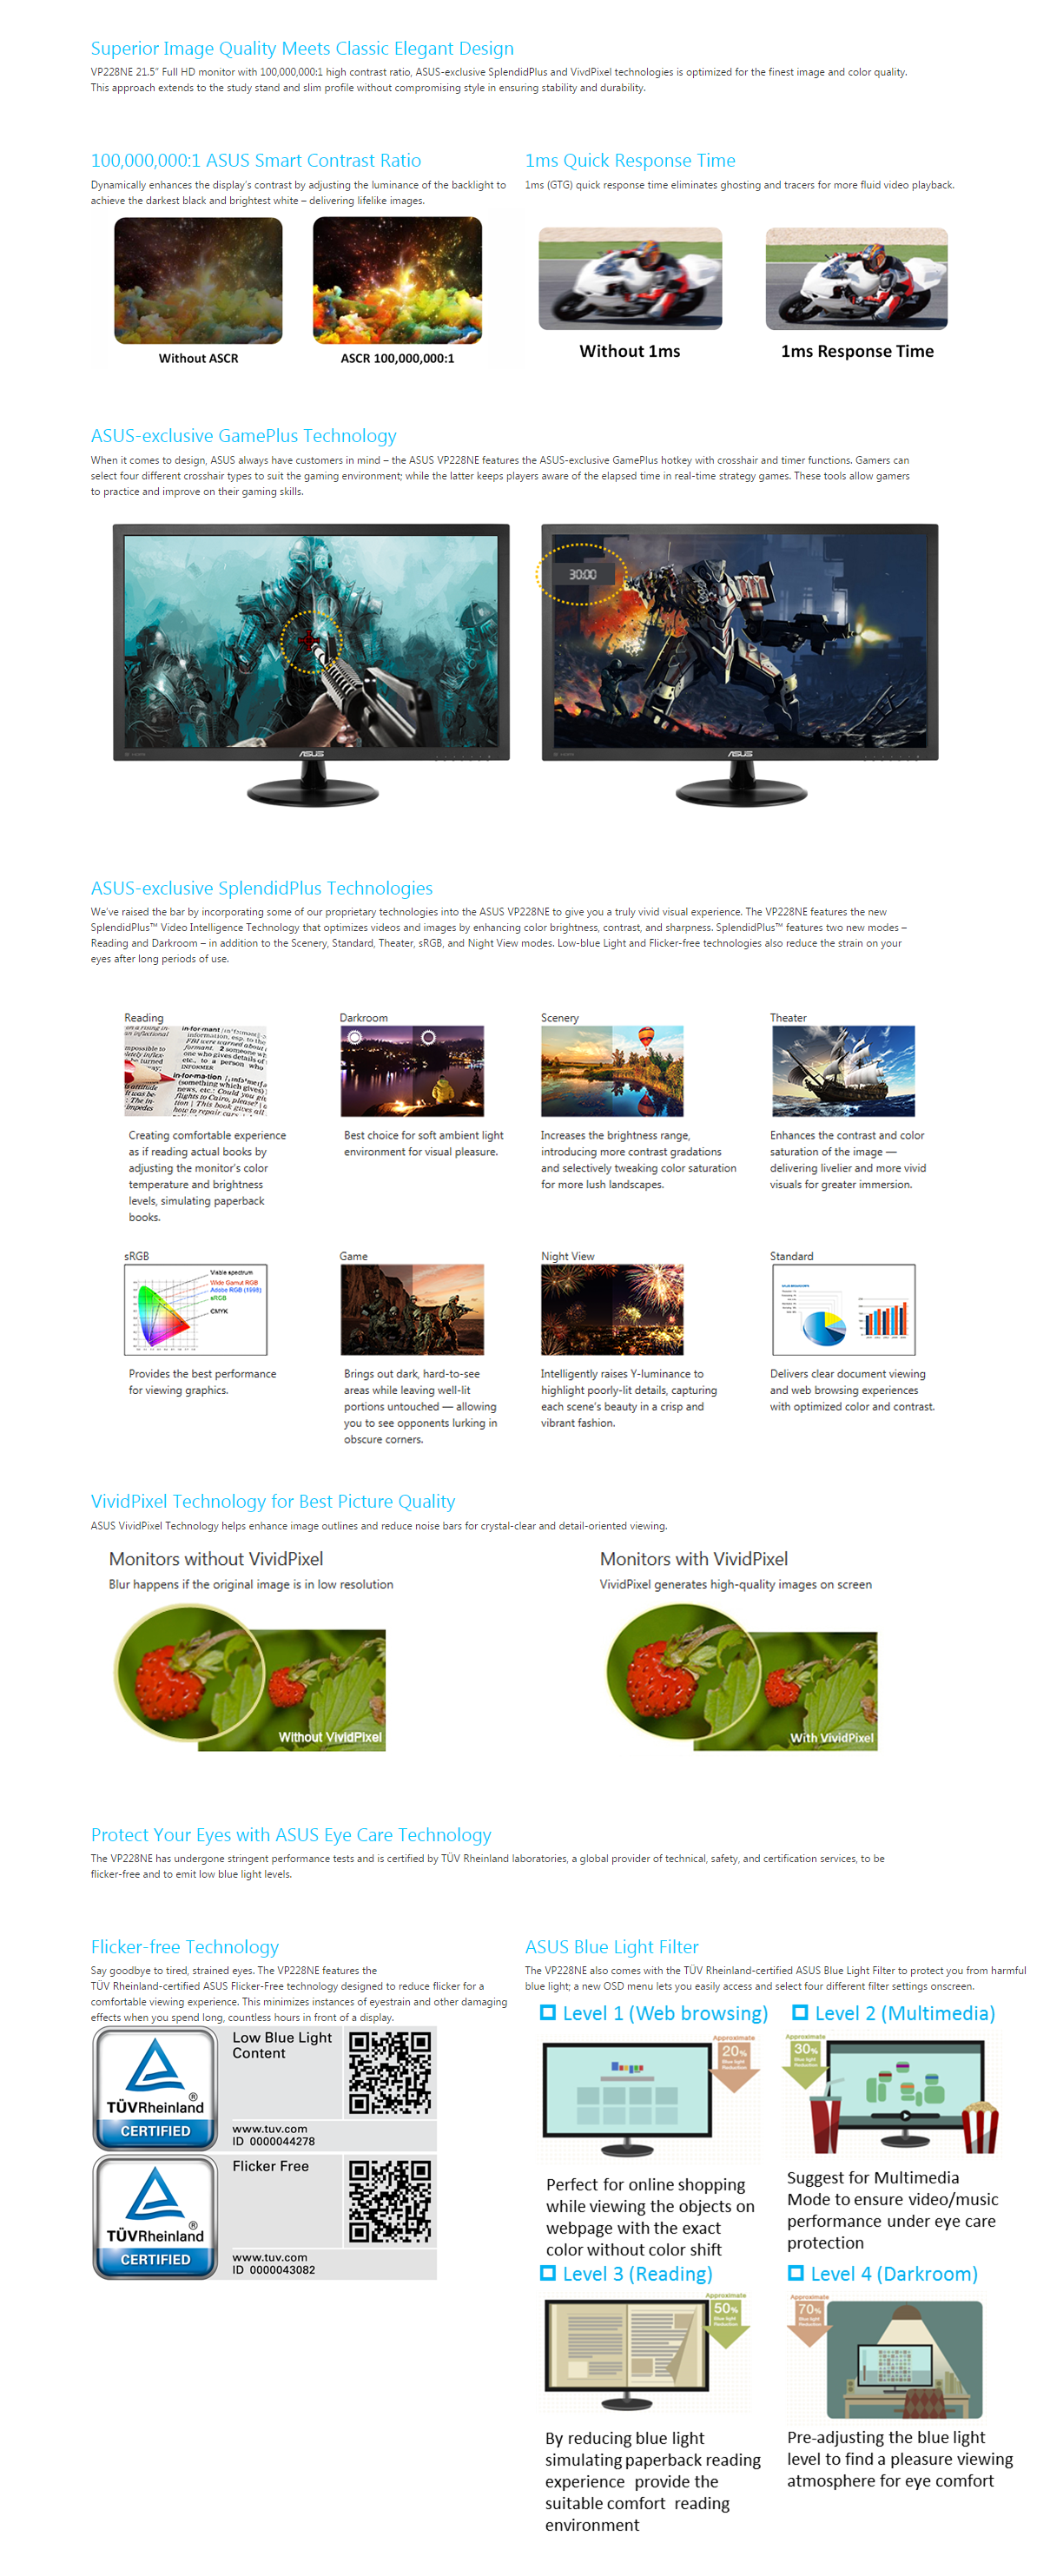 Superior Image Quality Meets Classic Elegant Design
VP228NE 21.5" Full HD monitor with 100,000,000:1 high contrast ratio, ASUS-exclusive SplendidPlus and VivdPixel technologies is optimized for the finest image and color quality.
This approach extends to the study stand and slim profile without compromising style in ensuring stability and durability.
100,000,000:1 ASUS Smart Contrast Ratio
Dynamically enhances the display's contrast by adjusting the luminance of the backlight to
achieve the darkest black and brightest white – delivering lifelike images.
Without ASCR
ASCR 100,000,000:1
1ms Quick Response Time
1ms (GTG) quick response time eliminates ghosting and tracers for more fluid video playback.
Without 1ms
1ms Response Time
ASUS-exclusive GamePlus Technology
When it comes to design, ASUS always have customers in mind – the ASUS VP228NE features the ASUS-exclusive GamePlus hotkey with crosshair and timer functions. Gamers can
select four different crosshair types to suit the gaming environment; while the latter keeps players aware of the elapsed time in real-time strategy games. These tools allow gamers
to practice and improve on their gaming skills.
ASUS
30:00
ASUS
ASUS-exclusive SplendidPlus Technologies
We've raised the bar by incorporating some of our proprietary technologies into the ASUS VP228NE to give you a truly vivid visual experience. The VP228NE features the new
SplendidPlus™ Video Intelligence Technology that optimizes videos and images by enhancing color brightness, contrast, and sharpness. SplendidPlus™ features two new modes –
Reading and Darkroom – in addition to the Scenery, Standard, Theater, sRGB, and Night View modes. Low-blue Light and Flicker-free technologies also reduce the strain on your
eyes after long periods of use.
Reading
Creating comfortable experience
as if reading actual books by
adjusting the monitor's color
temperature and brightness
levels, simulating paperback
books.
Darkroom
Best choice for soft ambient light
environment for visual pleasure.
Scenery
Increases the brightness range,
introducing more contrast gradations
and selectively tweaking color saturation
for more lush landscapes.
Theater
Enhances the contrast and color
saturation of the image —
delivering livelier and more vivid
visuals for greater immersion.
sRGB
Visble spectrum
Wide Gamut RGB
Adobe RGB (1998)
sRGB
CMYK
Provides the best performance
for viewing graphics.
Game
Brings out dark, hard-to-see
areas while leaving well-lit
portions untouched — allowing
you to see opponents lurking in
obscure corners.
Night View
Intelligently raises Y-luminance to
highlight poorly-lit details, capturing
each scene's beauty in a crisp and
vibrant fashion.
Standard
Delivers clear document viewing
and web browsing experiences
with optimized color and contrast.
VividPixel Technology for Best Picture Quality
ASUS VividPixel Technology helps enhance image outlines and reduce noise bars for crystal-clear and detail-oriented viewing.
Monitors without VividPixel
Blur happens if the original image is in low resolution
Without VividPixel
Monitors with VividPixel
VividPixel generates high-quality images on screen
With VividPixel
Protect Your Eyes with ASUS Eye Care Technology
The VP228NE has undergone stringent performance tests and is certified by TÜV Rheinland laboratories, a global provider of technical, safety, and certification services, to be
flicker-free and to emit low blue light levels.
Flicker-free Technology
Say goodbye to tired, strained eyes. The VP228NE features the
TÜV Rheinland-certified ASUS Flicker-Free technology designed to reduce flicker for a
comfortable viewing experience. This minimizes instances of eyestrain and other damaging
effects when you spend long, countless hours in front of a display.
TÜVRheinland®
CERTIFIED
Low Blue Light
Content
www.tuv.com
ID 0000044278
TÜVRheinland®
CERTIFIED
Flicker Free
www.tuv.com
ID 0000043082
ASUS Blue Light Filter
The VP228NE also comes with the TÜV Rheinland-certified ASUS Blue Light Filter to protect you from harmful
blue light; a new OSD menu lets you easily access and select four different filter settings onscreen.
Level 1 (Web browsing)
Approximate
20%
Blue light
Reduction
Perfect for online shopping
while viewing the objects on
webpage with the exact
color without color shift
Level 2 (Multimedia)
Approximate
30%
Blue light
Reduction
Suggest for Multimedia
Mode to ensure video/music
performance under eye care
protection
Level 3 (Reading)
Approximate
50%
Blue light
Reduction
By reducing blue light
simulating paperback reading
experience provide the
suitable comfort reading
environment
Level 4 (Darkroom)
Approximate
70%
Blue light
Reduction
Pre-adjusting the blue light
level to find a pleasure viewing
atmosphere for eye comfort